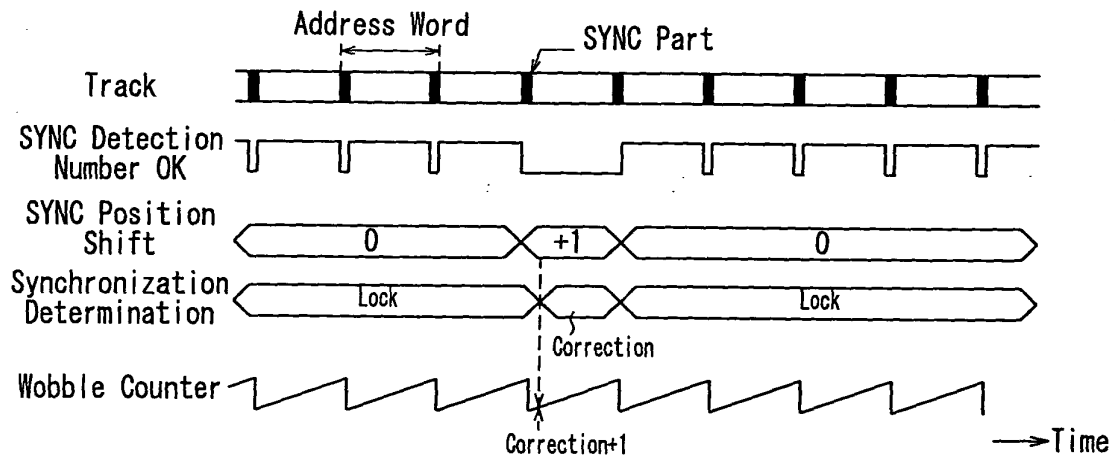 Address Word
SYNC Part
Track
SYNC Detection
Number OK
SYNC Position
Shift
0
+1
0
Synchronization
Determination
Lock
Lock
Correction
Wobble Counter
Correction+1
Time